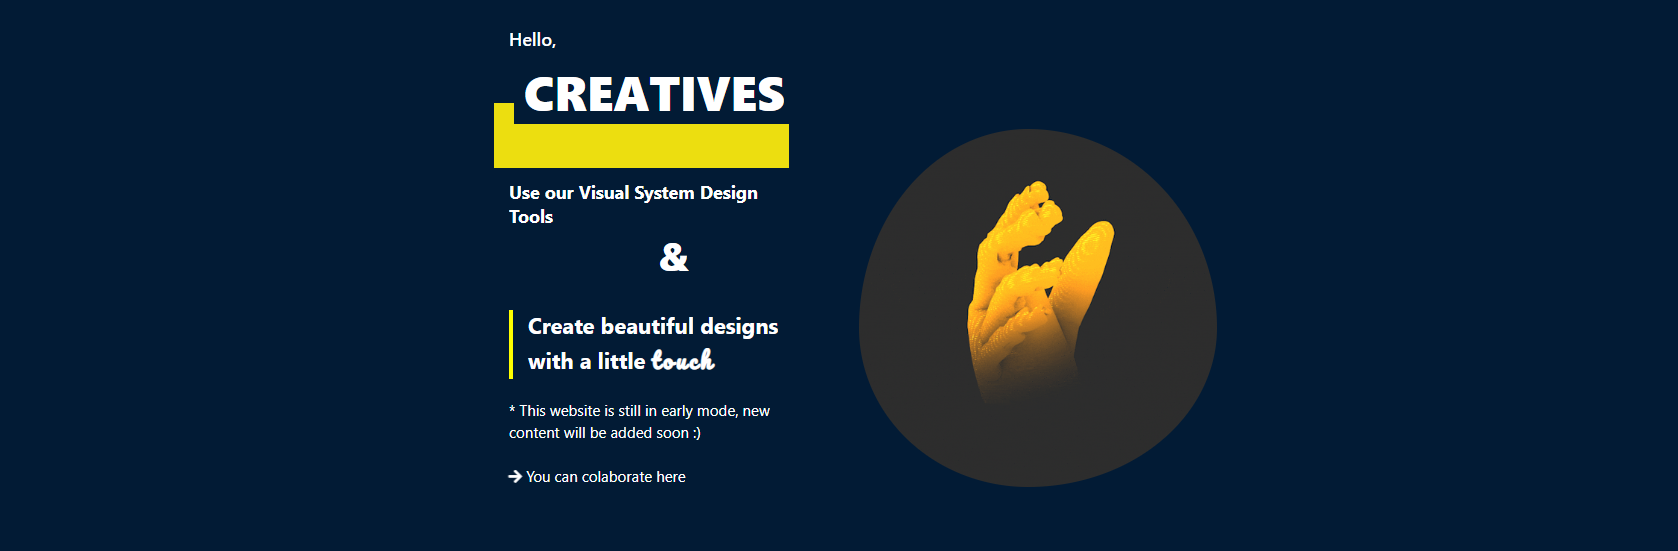 Hello,
CREATIVES
Use our Visual System Design
Tools
&
Create beautiful designs
with a little touch
* This website is still in early mode, new
content will be added soon :)
→ You can colaborate here